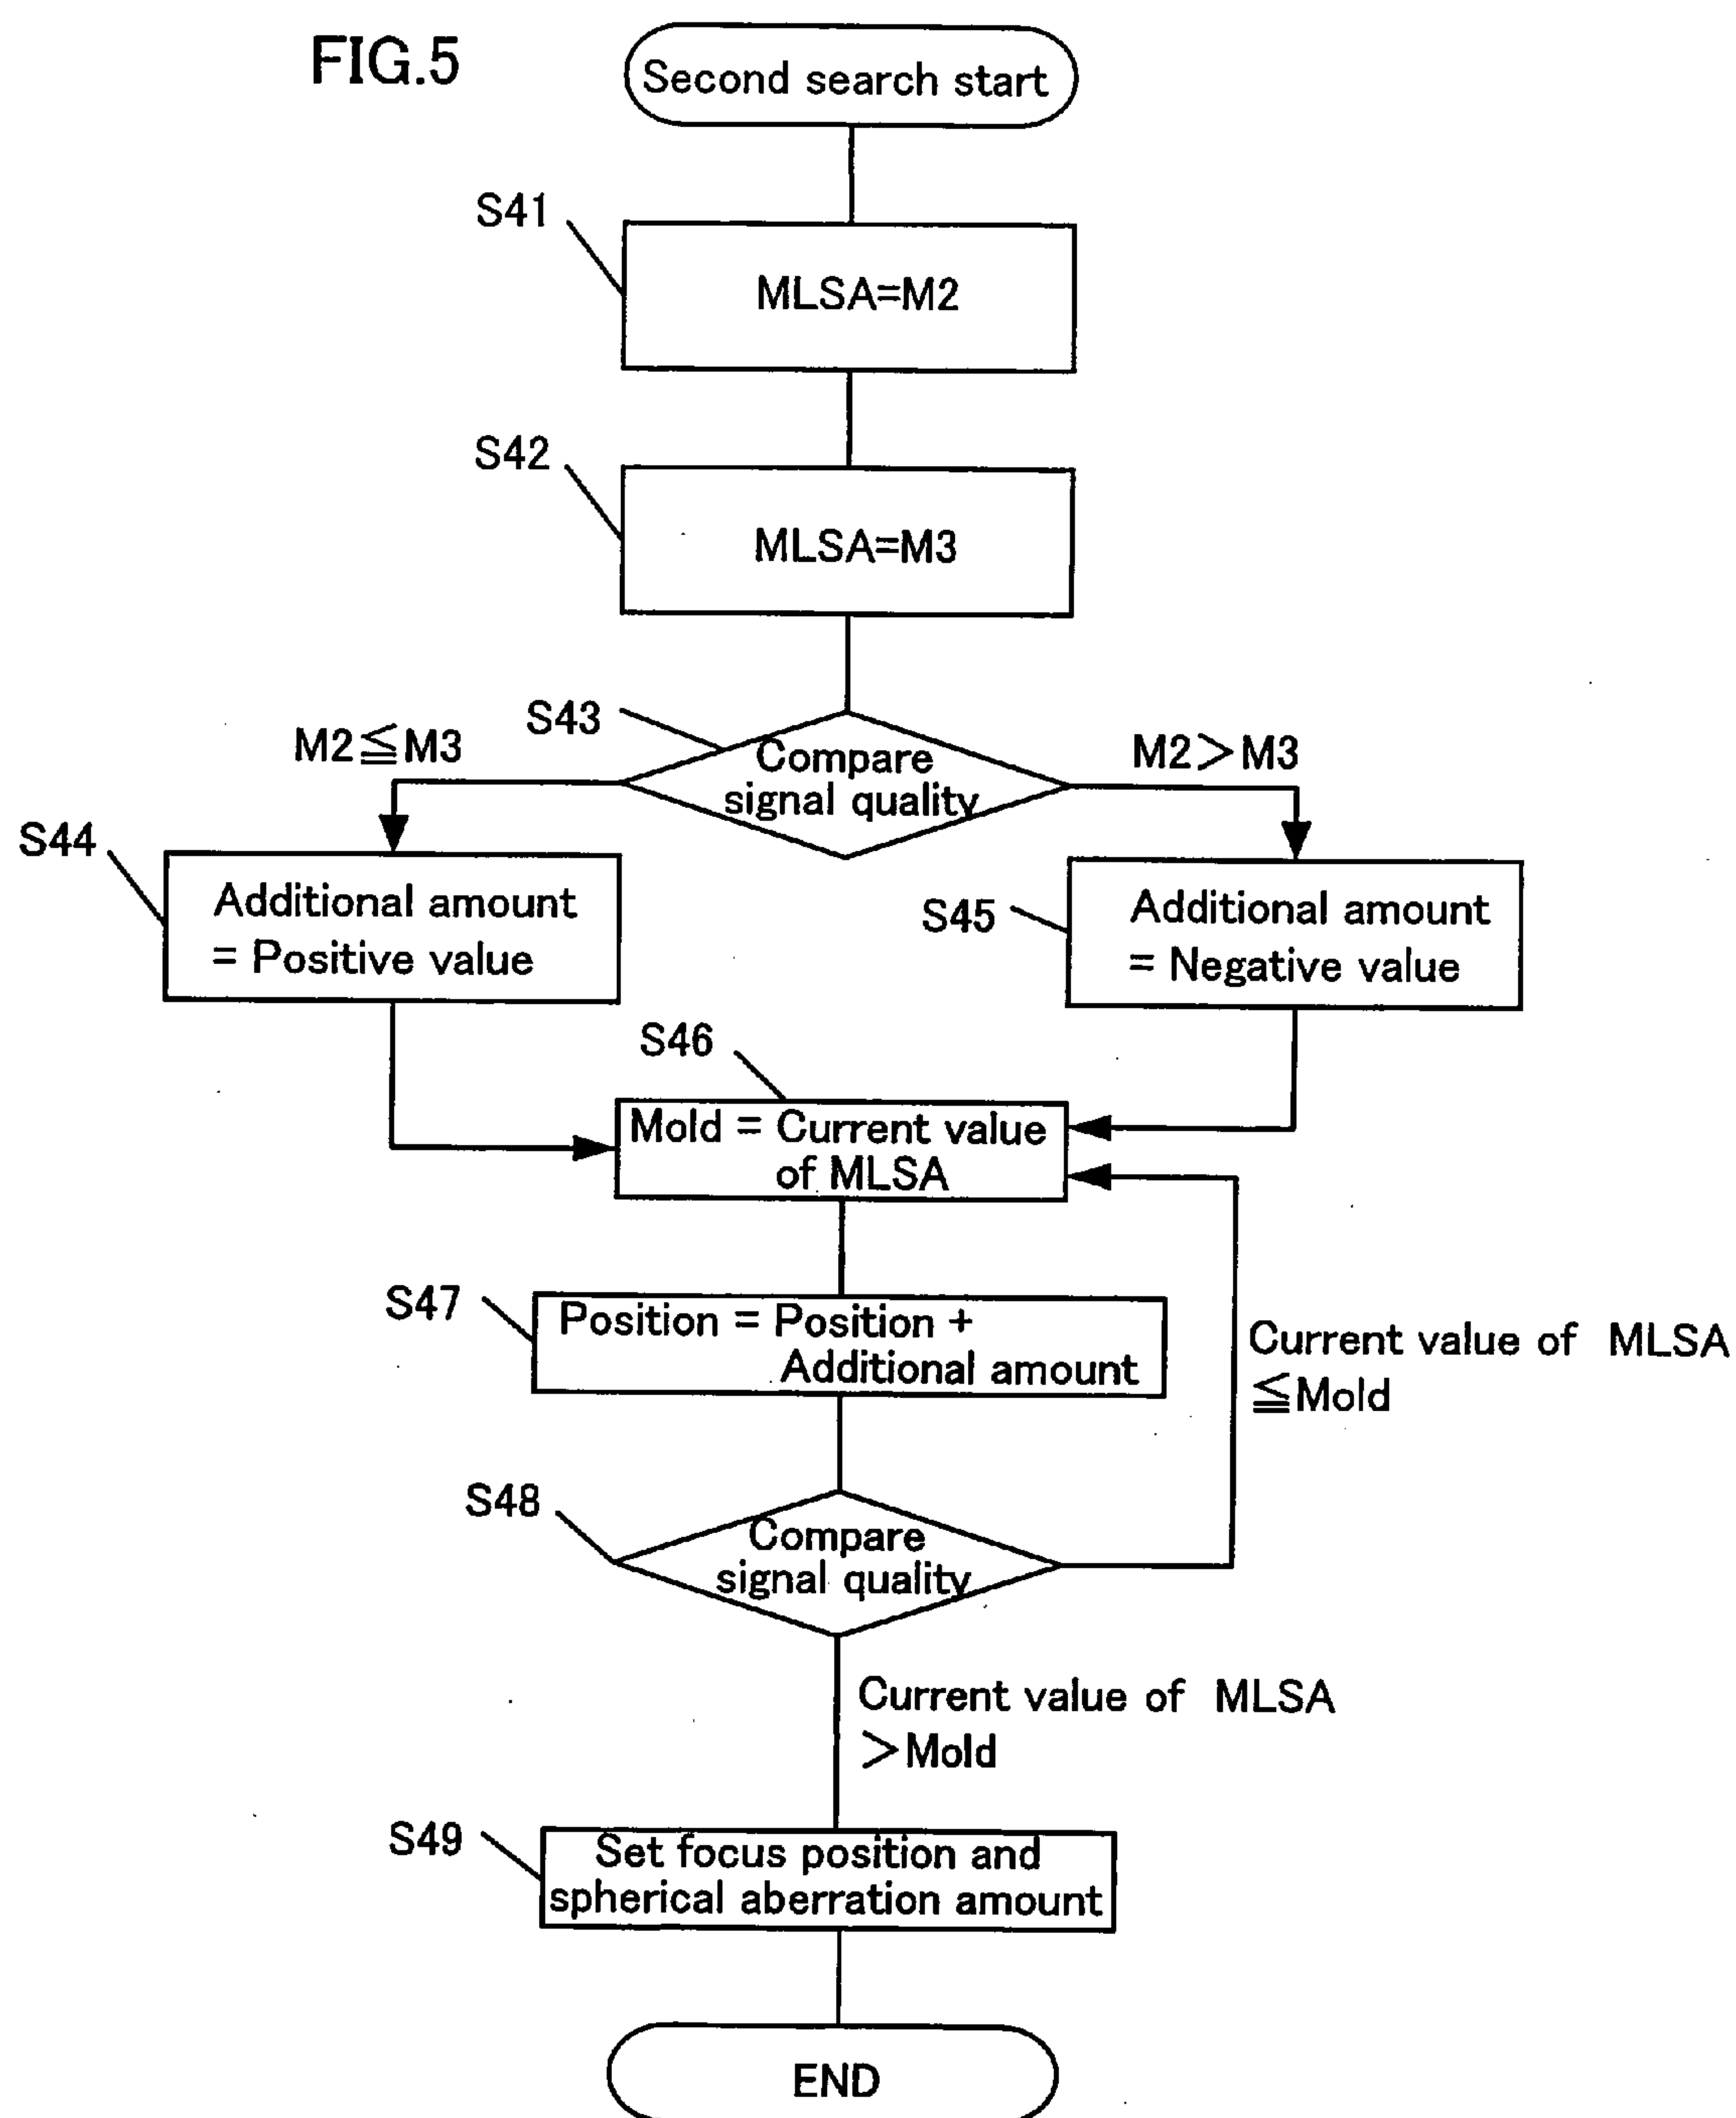 FIG.5
Second search start
S41
MLSA=M2
S42
MLSA=M3
S43
Compare
signal quality
M2≦M3
M2>M3
S44
Additional amount
= Positive value
S45
Additional amount
= Negative value
S46
Mold = Current value
of MLSA
S47
Position = Position +
Additional amount
Current value of MLSA
≦Mold
S48
Compare
signal quality
Current value of MLSA
>Mold
S49
Set focus position and
spherical aberration amount
END